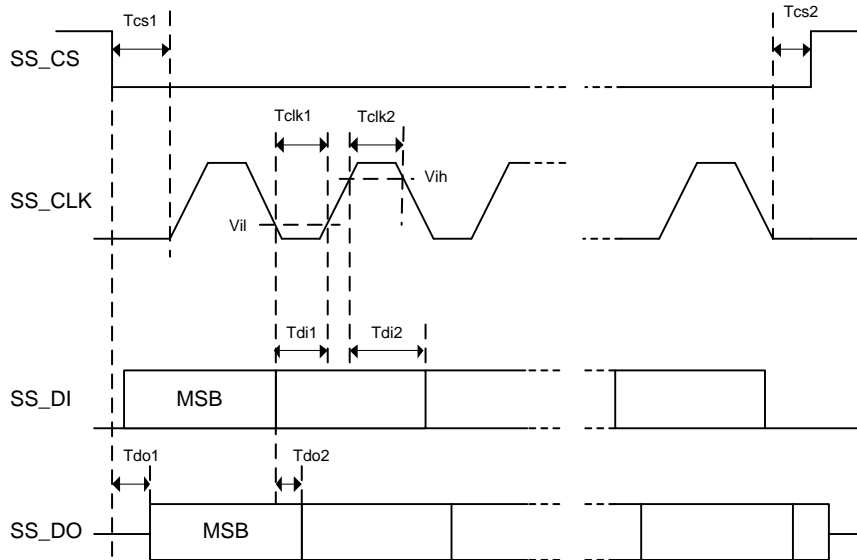 Tcs1
Tcs2
SS_CS
Tclk1
Tclk2
SS_CLK
Vih
Vil
Tdi1
Tdi2
SS_DI
MSB
Tdo1
Tdo2
SS_DO
MSB